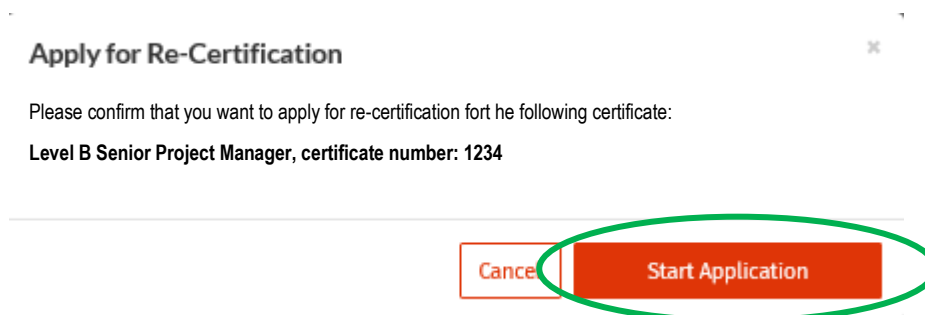 Apply for Re-Certification
Please confirm that you want to apply for re-certification fort he following certificate:
Level B Senior Project Manager, certificate number: 1234
Cancel Start Application